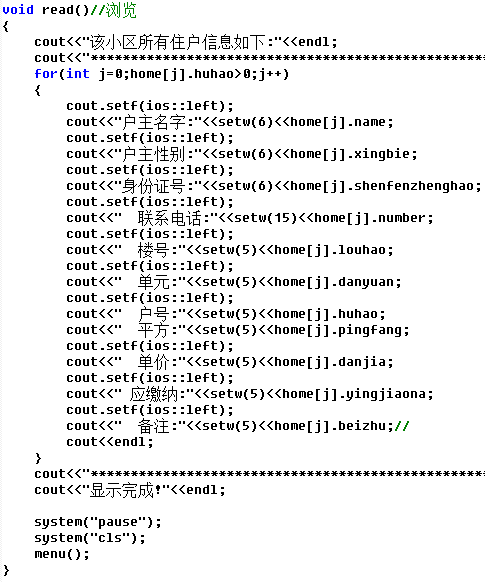 void read()//浏览
{
    cout<<"该小区所有住户信息如下:"<<endl;
    cout<<"**************************************************
    for(int j=0;home[j].huhao>0;j++)
    {
        cout.setf(ios::left);
        cout<<"户主名字:"<<setw(6)<<home[j].name;
        cout.setf(ios::left);
        cout<<"户主性别:"<<setw(6)<<home[j].xingbie;
        cout.setf(ios::left);
        cout<<"身份证号:"<<setw(6)<<home[j].shenfenzhenghao;
        cout.setf(ios::left);
        cout<<"  联系电话:"<<setw(15)<<home[j].number;
        cout.setf(ios::left);
        cout<<"  楼号:"<<setw(5)<<home[j].louhao;
        cout.setf(ios::left);
        cout<<"  单元:"<<setw(5)<<home[j].danyuan;
        cout.setf(ios::left);
        cout<<"  户号:"<<setw(5)<<home[j].huhao;
        cout<<"  平方:"<<setw(5)<<home[j].pingfang;
        cout.setf(ios::left);
        cout<<"  单价:"<<setw(5)<<home[j].danjia;
        cout.setf(ios::left);
        cout<<" 应缴纳:"<<setw(5)<<home[j].yingjiaona;
        cout.setf(ios::left);
        cout<<"  备注:"<<setw(5)<<home[j].beizhu;//
        cout<<endl;
    }
    cout<<"**************************************************
    cout<<"显示完成!"<<endl;

    system("pause");
    system("cls");
    menu();
}